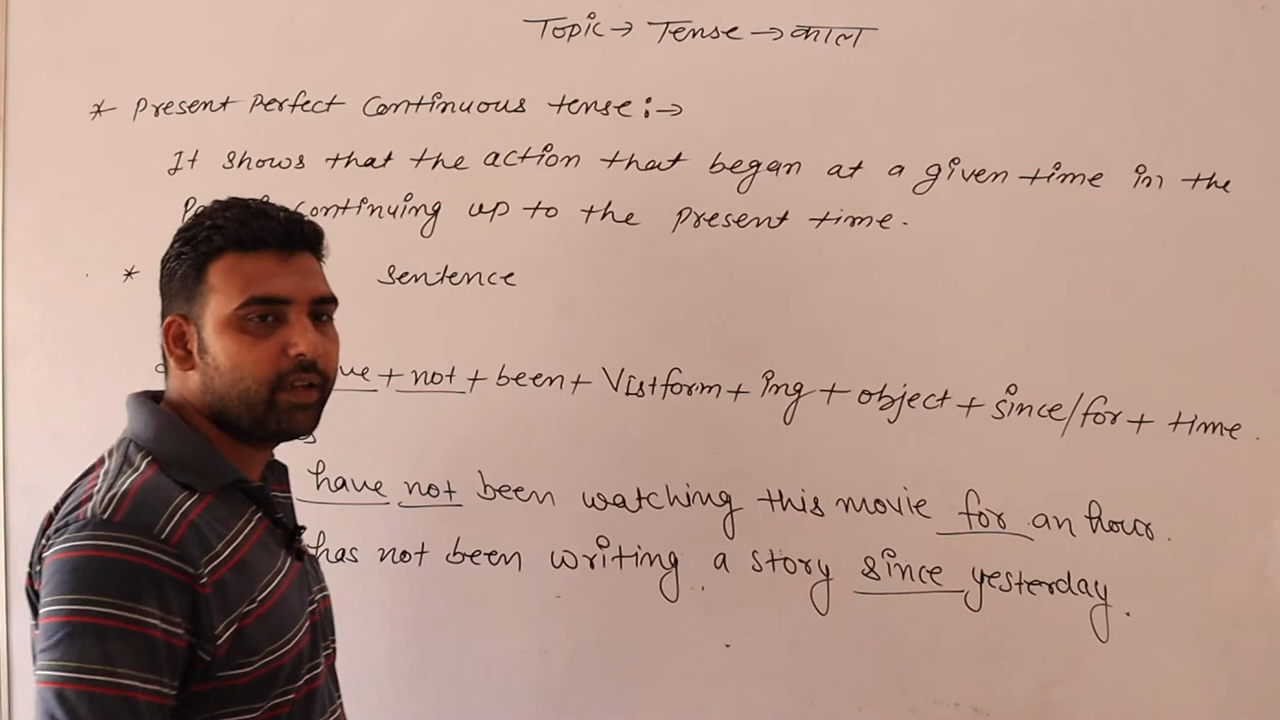 Topic → Tense → काल
* Present Perfect Continuous tense :→
It shows that the action that began at a given time in the
continuing up to the present time.
* sentence
+ not + been + V1st form + ing + object + since/for + time.
have not been watching this movie for an hour.
has not been writing a story since yesterday.